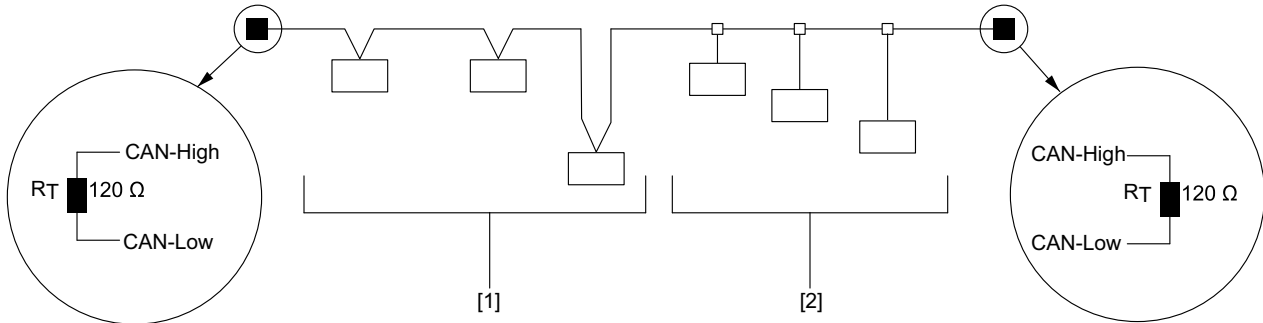 CAN-High
RT 120 Ω
CAN-Low
[1]
[2]
CAN-High
RT 120 Ω
CAN-Low